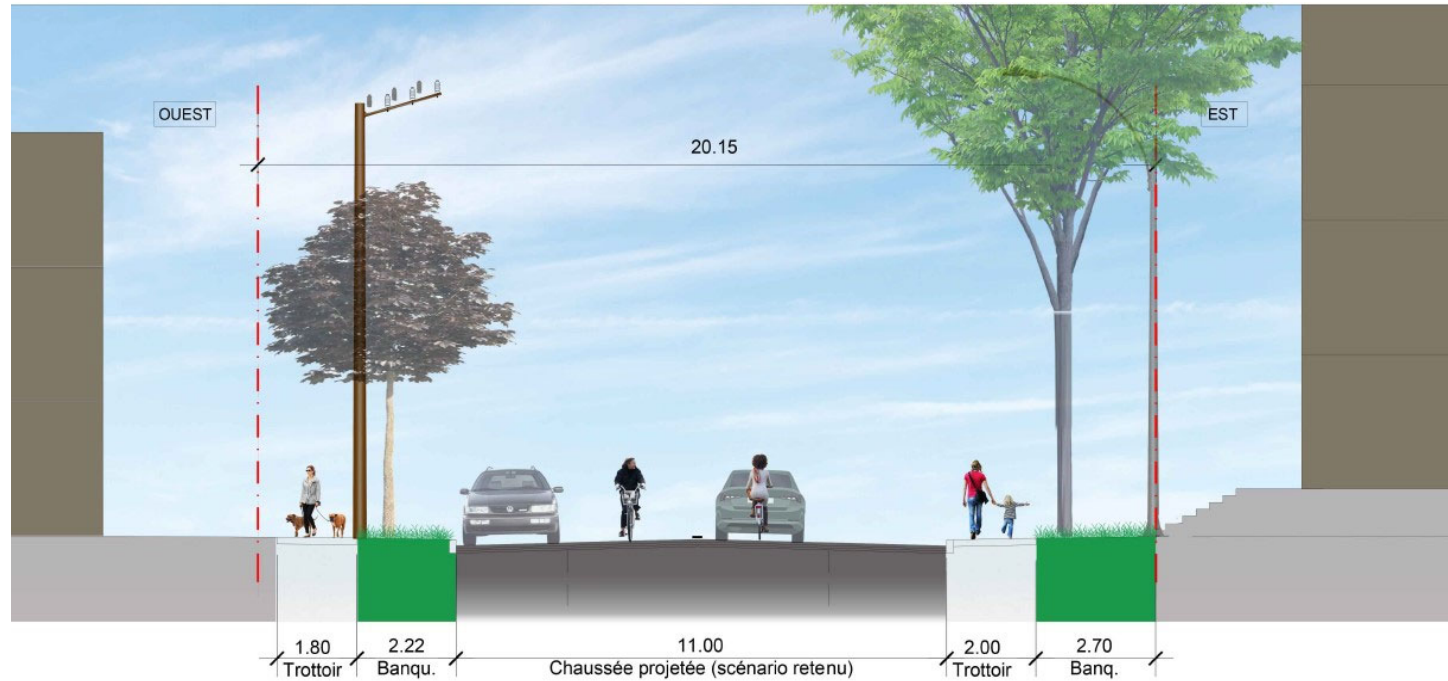 OUEST
EST
20.15
1.80
2.22
11.00
2.00
2.70
Trottoir
Banqu.
Chaussée projetée (scénario retenu)
Trottoir
Banq.